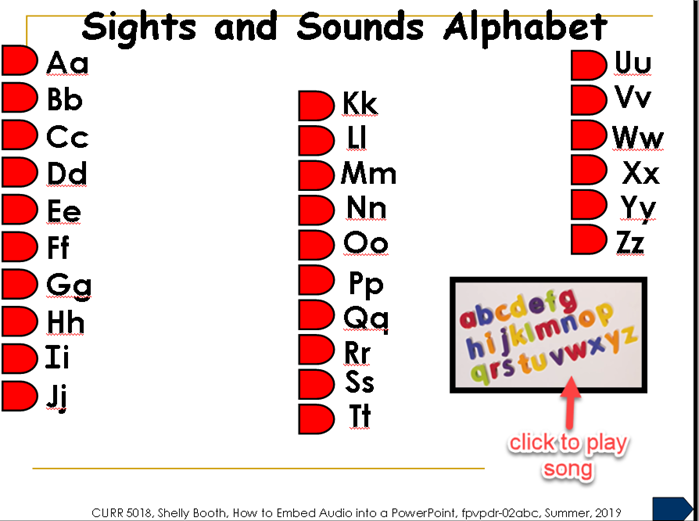 Sights and Sounds Alphabet
Aa
Bb
Cc
Dd
Ee
Ff
Gg
Hh
Ii
Jj
Kk
Ll
Mm
Nn
Oo
Pp
Qq
Rr
Ss
Tt
Uu
Vv
Ww
Xx
Yy
Zz
abcdefg
hijklmnop
qrstuvwxyz
click to play
song
CURR 5018, Shelly Booth, How to Embed Audio into a PowerPoint, fpvpdr-02abc, Summer, 2019